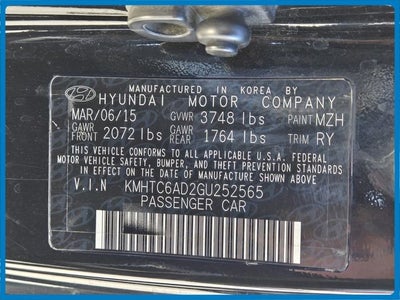 MANUFACTURED IN KOREA BY
HYUNDAI MOTOR COMPANY
MAR/06/15 GVWR 3748 lbs PAINT MZH
GAWR FRONT 2072 lbs GAWR REAR 1764 lbs TRIM RY
THIS VEHICLE CONFORMS TO ALL APPLICABLE U.S.A. FEDERAL
MOTOR VEHICLE SAFETY, BUMPER, AND THEFT PREVENTION STANDARDS
IN EFFECT ON THE DATE OF MANUFACTURE SHOWN ABOVE.
V.I.N KMHTC6AD2GU252565
PASSENGER CAR